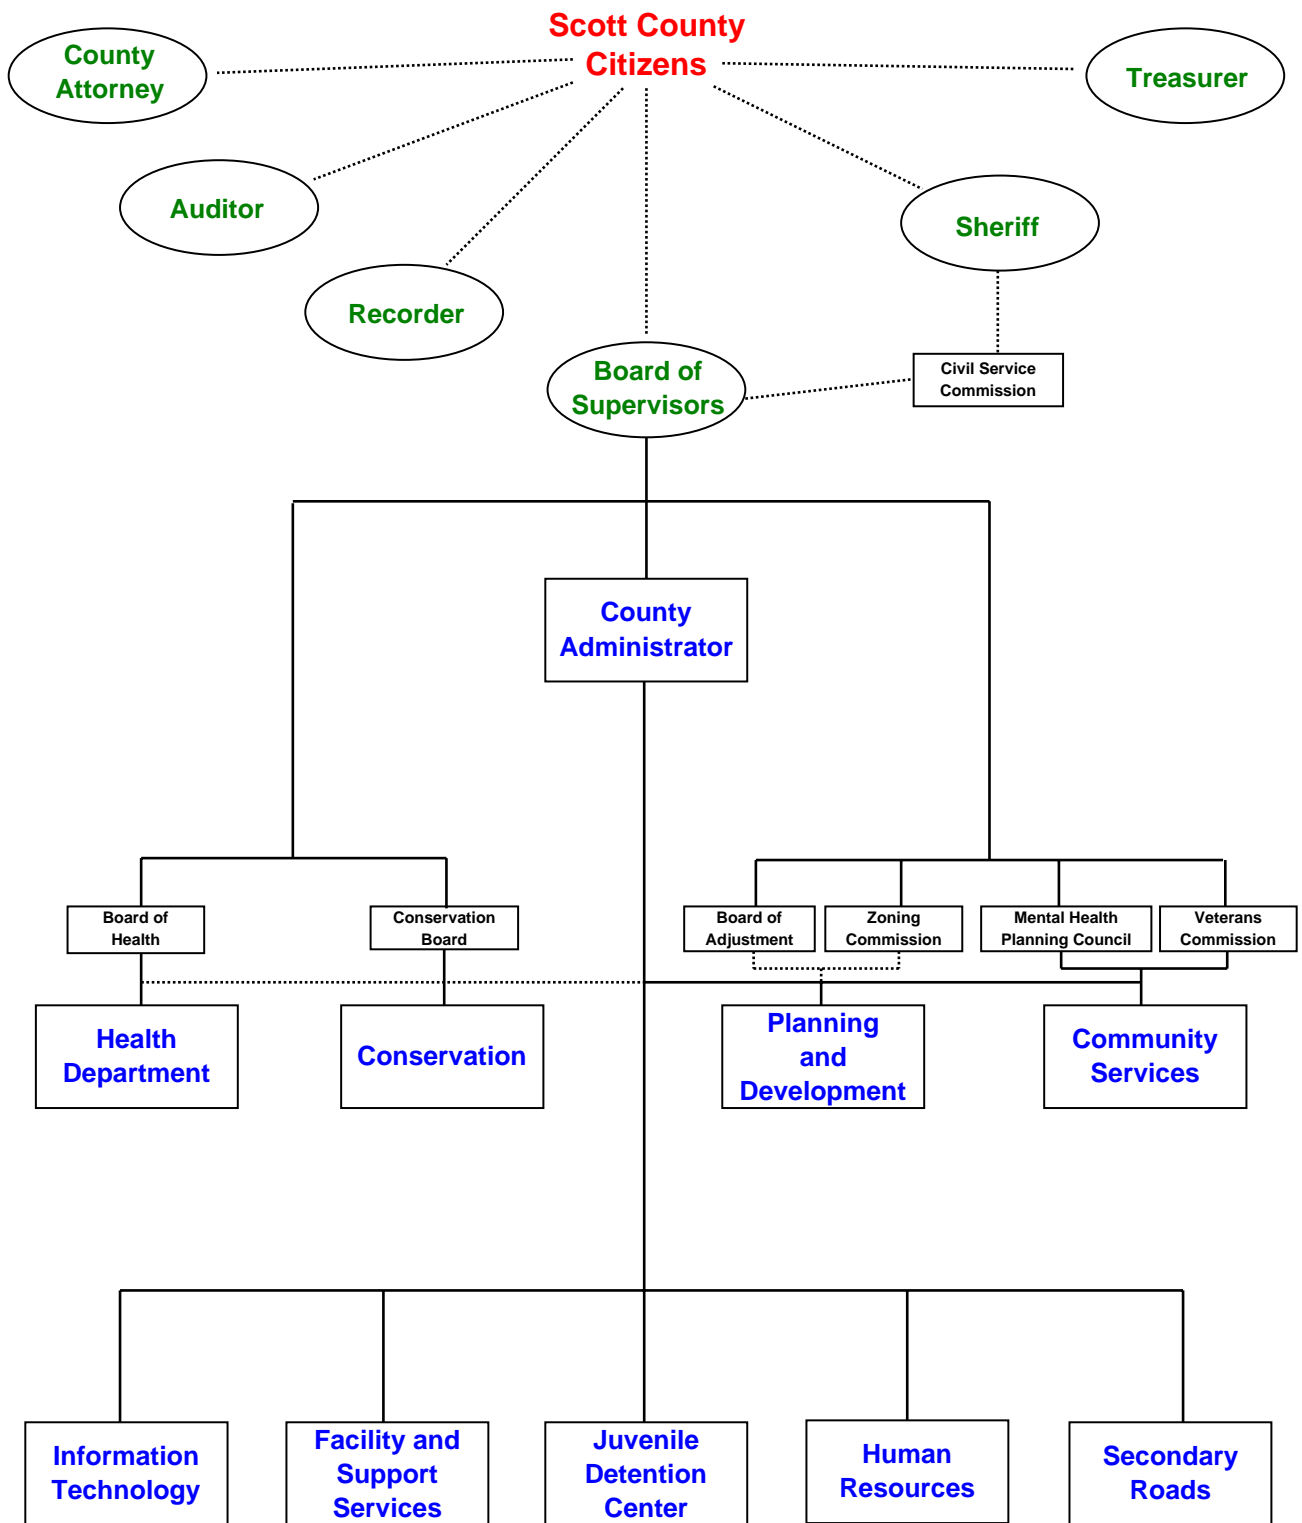 Scott County
Citizens
County
Attorney
Treasurer
Auditor
Sheriff
Recorder
Board of
Supervisors
Civil Service
Commission
County
Administrator
Board of
Health
Conservation
Board
Board of
Adjustment
Zoning
Commission
Mental Health
Planning Council
Veterans
Commission
Health
Department
Conservation
Planning
and
Development
Community
Services
Information
Technology
Facility and
Support
Services
Juvenile
Detention
Center
Human
Resources
Secondary
Roads